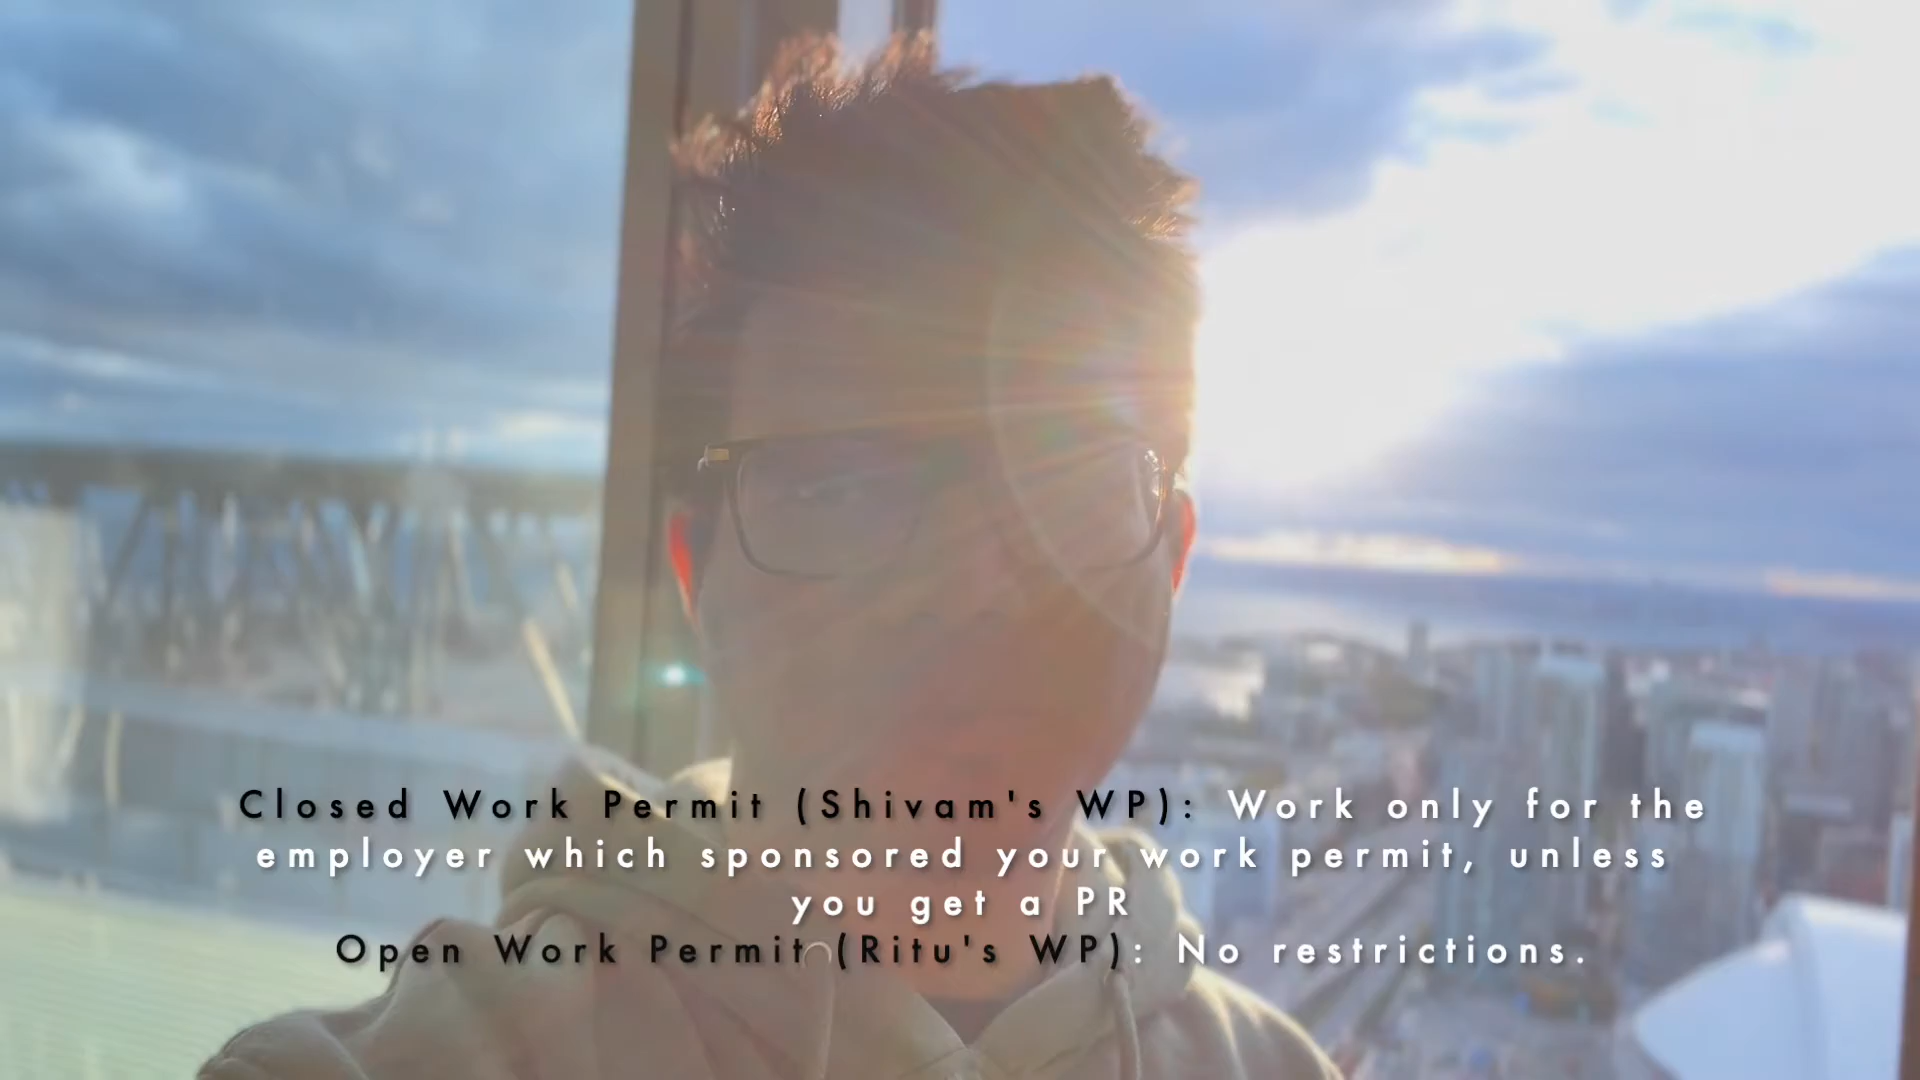 Closed Work Permit (Shivam's WP): Work only for the
employer which sponsored your work permit, unless
you get a PR
Open Work Permit (Ritu's WP): No restrictions.